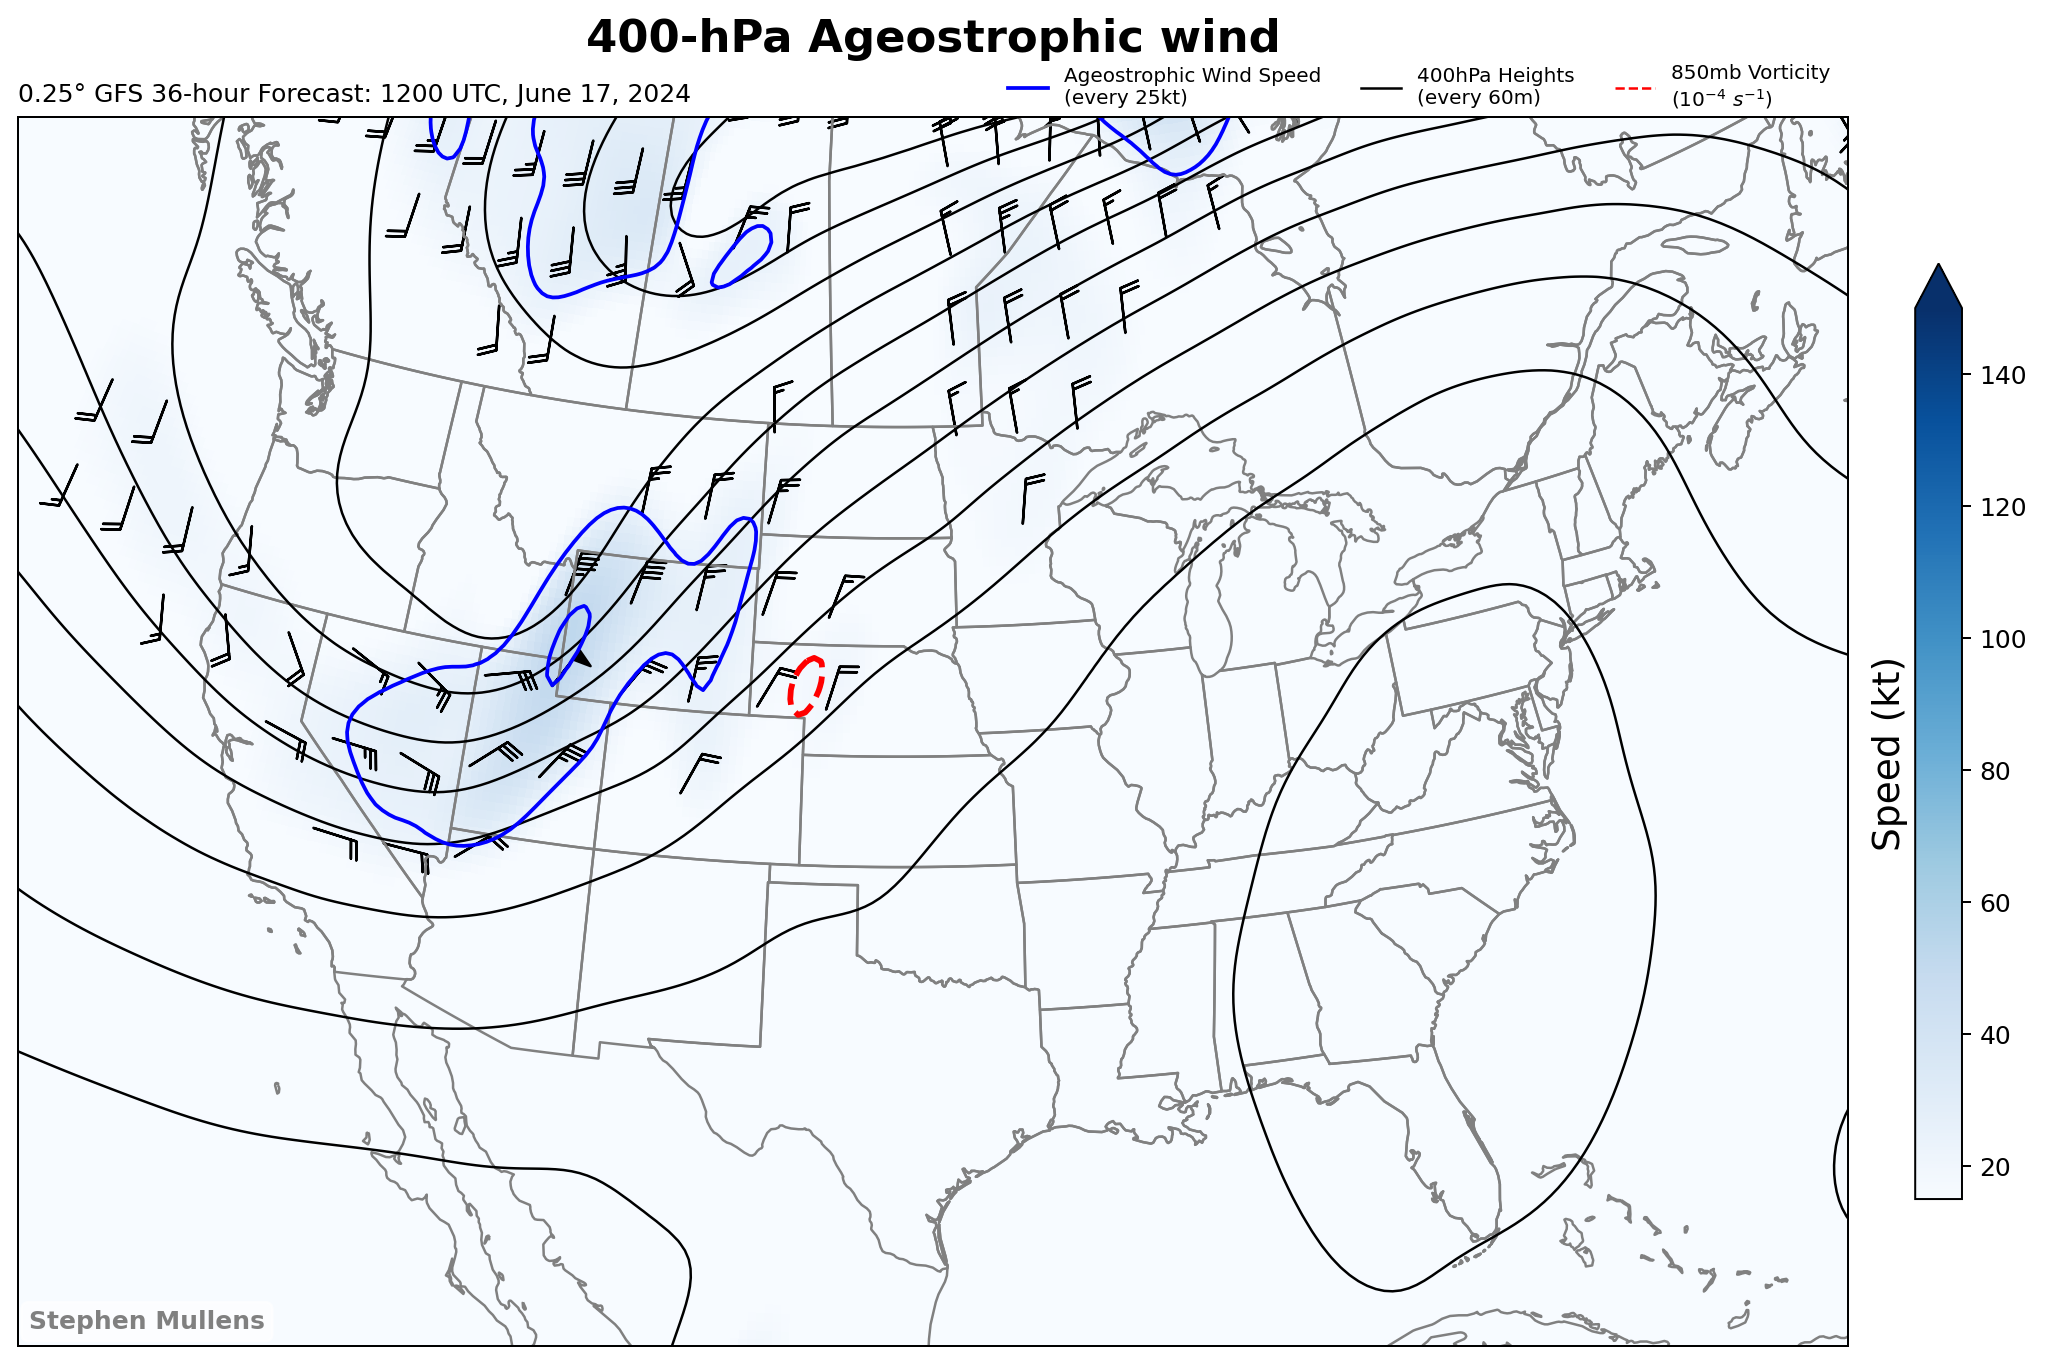 400-hPa Ageostrophic wind
0.25° GFS 36-hour Forecast: 1200 UTC, June 17, 2024
Ageostrophic Wind Speed
(every 25kt)
400hPa Heights
(every 60m)
850mb Vorticity
(10⁻⁴ s⁻¹)
140
120
100
80
60
40
20
Speed (kt)
Stephen Mullens